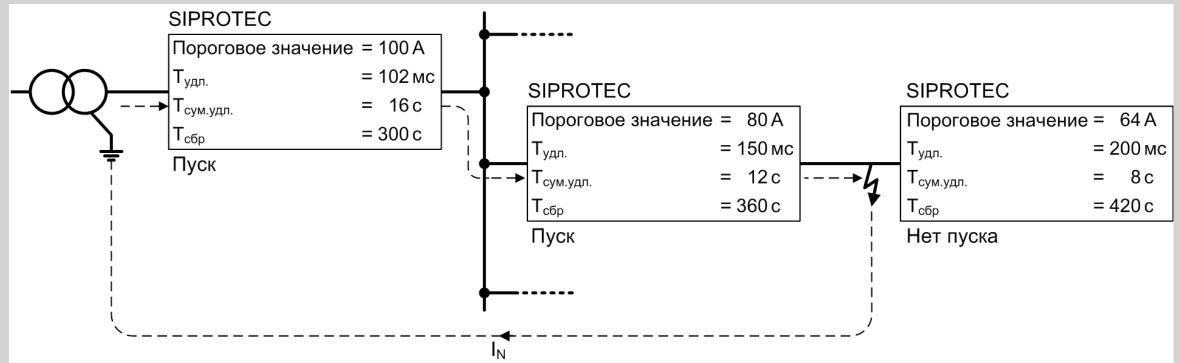 SIPROTEC
Пороговое значение = 100 А
Tудл. = 102 мс
Tсум.удл. = 16 с
Tсбр = 300 с
Пуск
SIPROTEC
Пороговое значение = 80 А
Tудл. = 150 мс
Tсум.удл. = 12 с
Tсбр = 360 с
Пуск
SIPROTEC
Пороговое значение = 64 А
Tудл. = 200 мс
Tсум.удл. = 8 с
Tсбр = 420 с
Нет пуска
IN